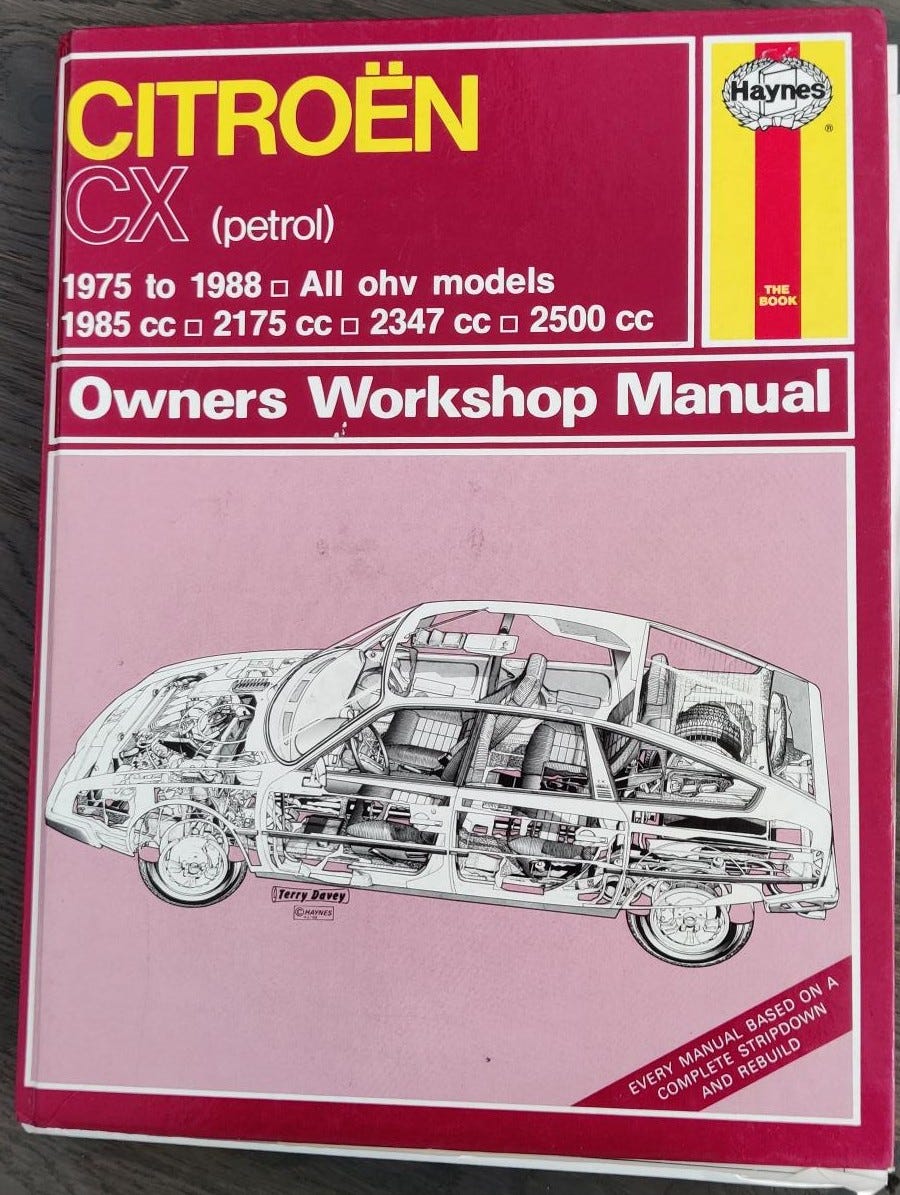 CITROËN
CX (petrol)
1975 to 1988 □ All ohv models
1985 cc □ 2175 cc □ 2347 cc □ 2500 cc
Haynes
®
THE
BOOK
Owners Workshop Manual
Terry Davey
© HAYNES
EVERY MANUAL BASED ON A
COMPLETE STRIPDOWN
AND REBUILD